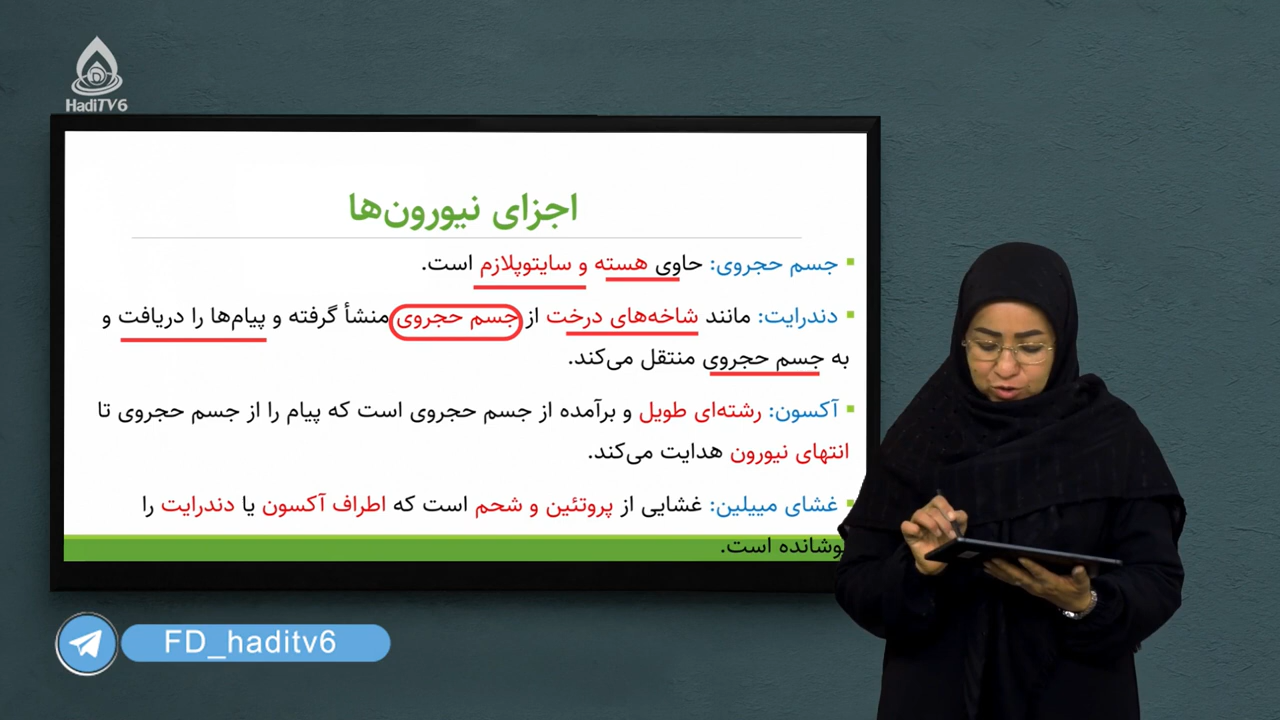 HadiTV6
اجزای نیورون‌ها
جسم حجروی: حاوی هسته و سایتوپلازم است.
دندرایت: مانند شاخه‌های درخت از جسم حجروی منشأ گرفته و پیام‌ها را دریافت و
به جسم حجروی منتقل می‌کند.
آکسون: رشته‌ای طویل و برآمده از جسم حجروی است که پیام را از جسم حجروی تا
انتهای نیورون هدایت می‌کند.
غشای مییلین: غشایی از پروتئین و شحم است که اطراف آکسون یا دندرایت را
پوشانده است.
FD_haditv6